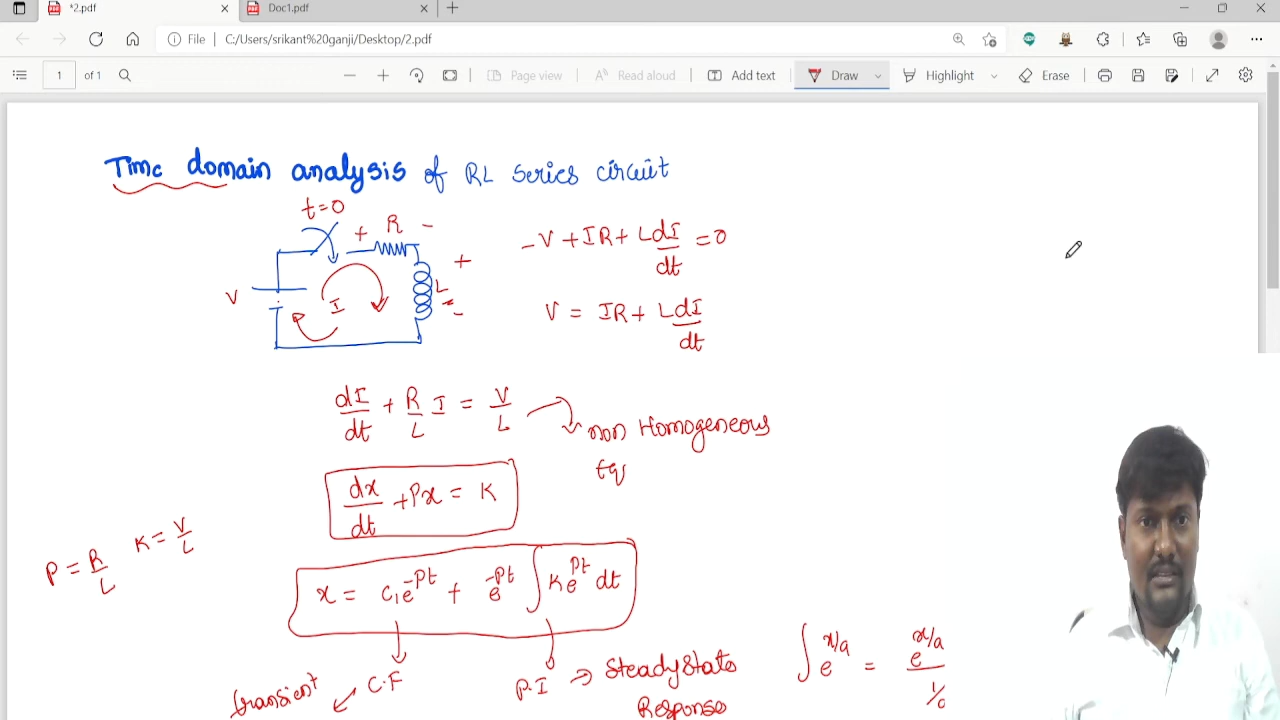 *2.pdf
Doc1.pdf
File C:/Users/srikant%20ganji/Desktop/2.pdf
1 of 1 Page view Read aloud Add text Draw Highlight Erase
Time domain analysis of RL series circuit
t=0
+ R -
V I L + -
-V + IR + L dI/dt = 0
V = IR + L dI/dt
dI/dt + R/L I = V/L → non Homogeneous Eq
dx/dt + Px = K
P = R/L K = V/L
x = C₁e^-Pt + e^-Pt ∫ K e^Pt dt
transient ← C.F
P.I → Steady State
Response
∫ e^x/a = e^x/a / 1/a